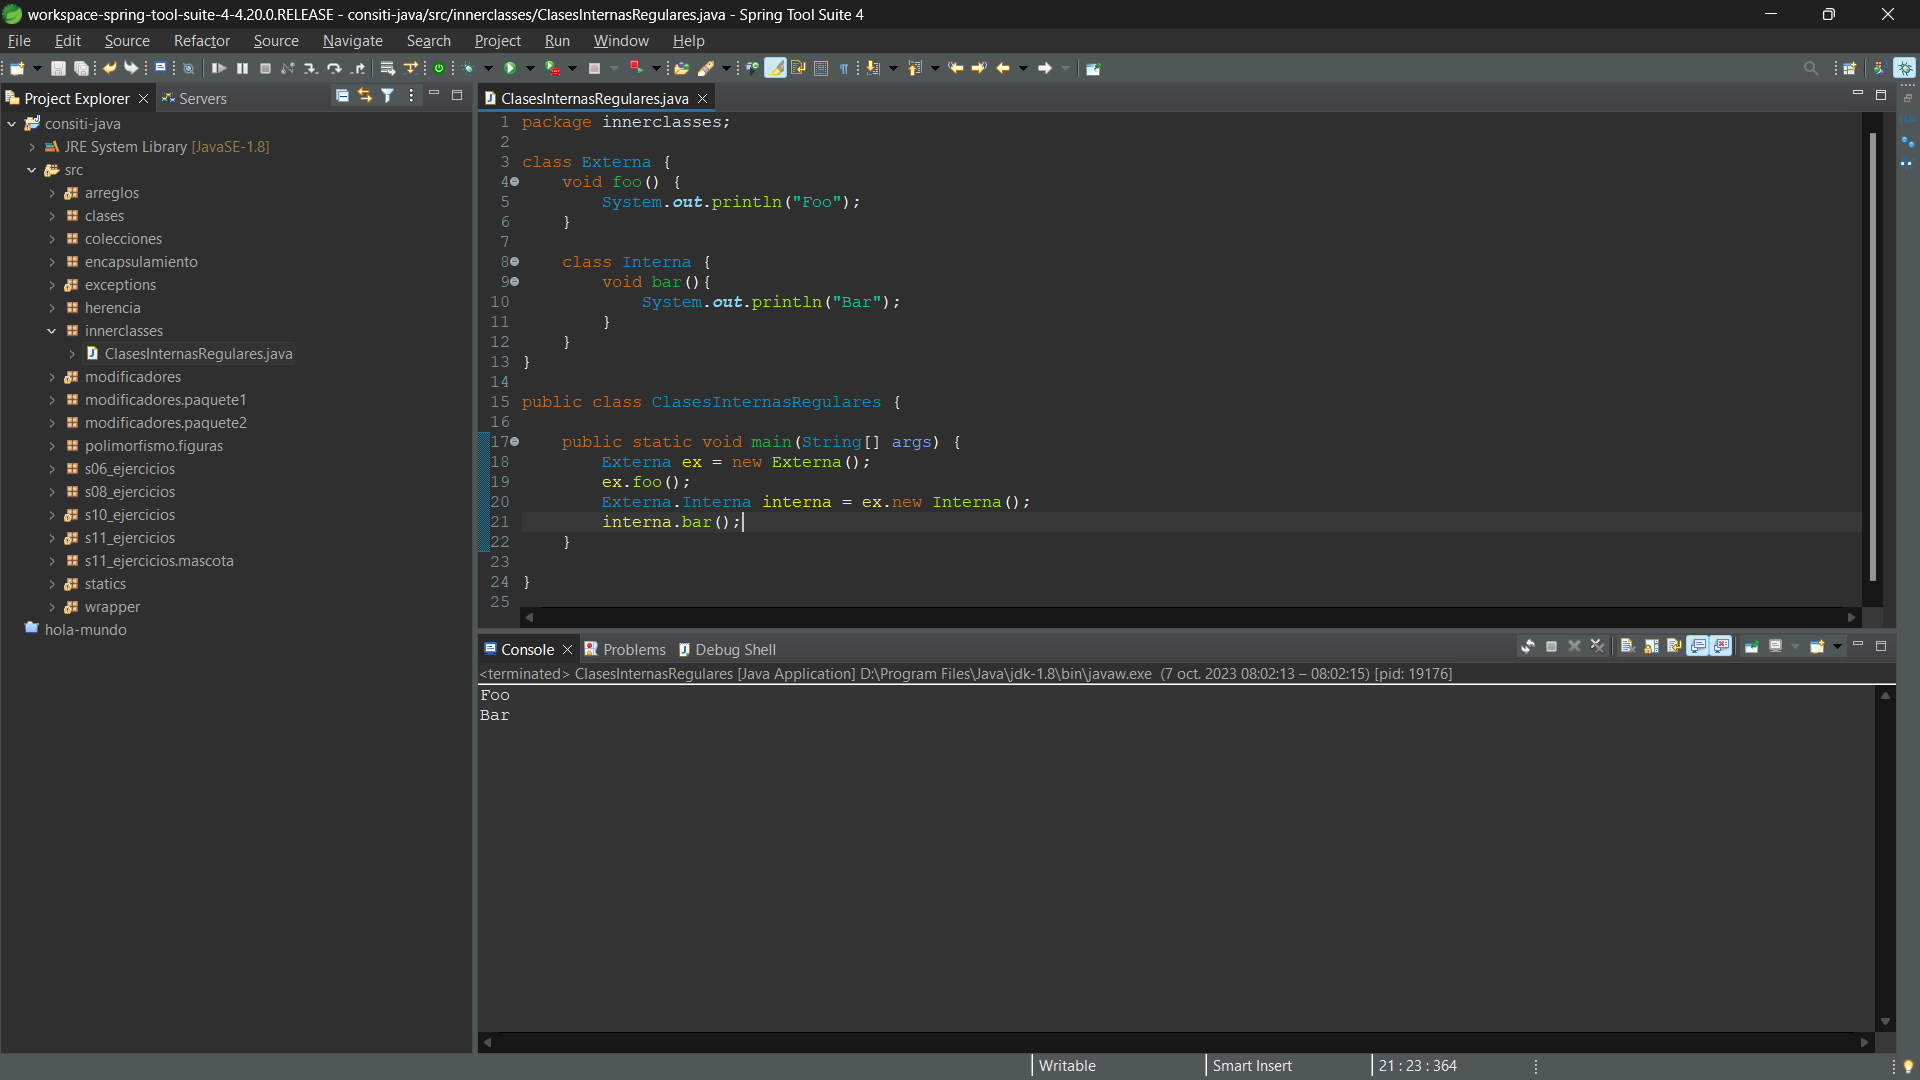 workspace-spring-tool-suite-4-4.20.0.RELEASE - consiti-java/src/innerclasses/ClasesInternasRegulares.java - Spring Tool Suite 4
File Edit Source Refactor Source Navigate Search Project Run Window Help
Project Explorer Servers
consiti-java
JRE System Library [JavaSE-1.8]
src
arreglos
clases
colecciones
encapsulamiento
exceptions
herencia
innerclasses
ClasesInternasRegulares.java
modificadores
modificadores.paquete1
modificadores.paquete2
polimorfismo.figuras
s06_ejercicios
s08_ejercicios
s10_ejercicios
s11_ejercicios
s11_ejercicios.mascota
statics
wrapper
hola-mundo
ClasesInternasRegulares.java
1 package innerclasses;
2
3 class Externa {
4 void foo() {
5 System.out.println("Foo");
6 }
7
8 class Interna {
9 void bar(){
10 System.out.println("Bar");
11 }
12 }
13 }
14
15 public class ClasesInternasRegulares {
16
17 public static void main(String[] args) {
18 Externa ex = new Externa();
19 ex.foo();
20 Externa.Interna interna = ex.new Interna();
21 interna.bar();
22 }
23
24 }
25
Console Problems Debug Shell
<terminated> ClasesInternasRegulares [Java Application] D:\Program Files\Java\jdk-1.8\bin\javaw.exe (7 oct. 2023 08:02:13 – 08:02:15) [pid: 19176]
Foo
Bar
Writable Smart Insert 21 : 23 : 364